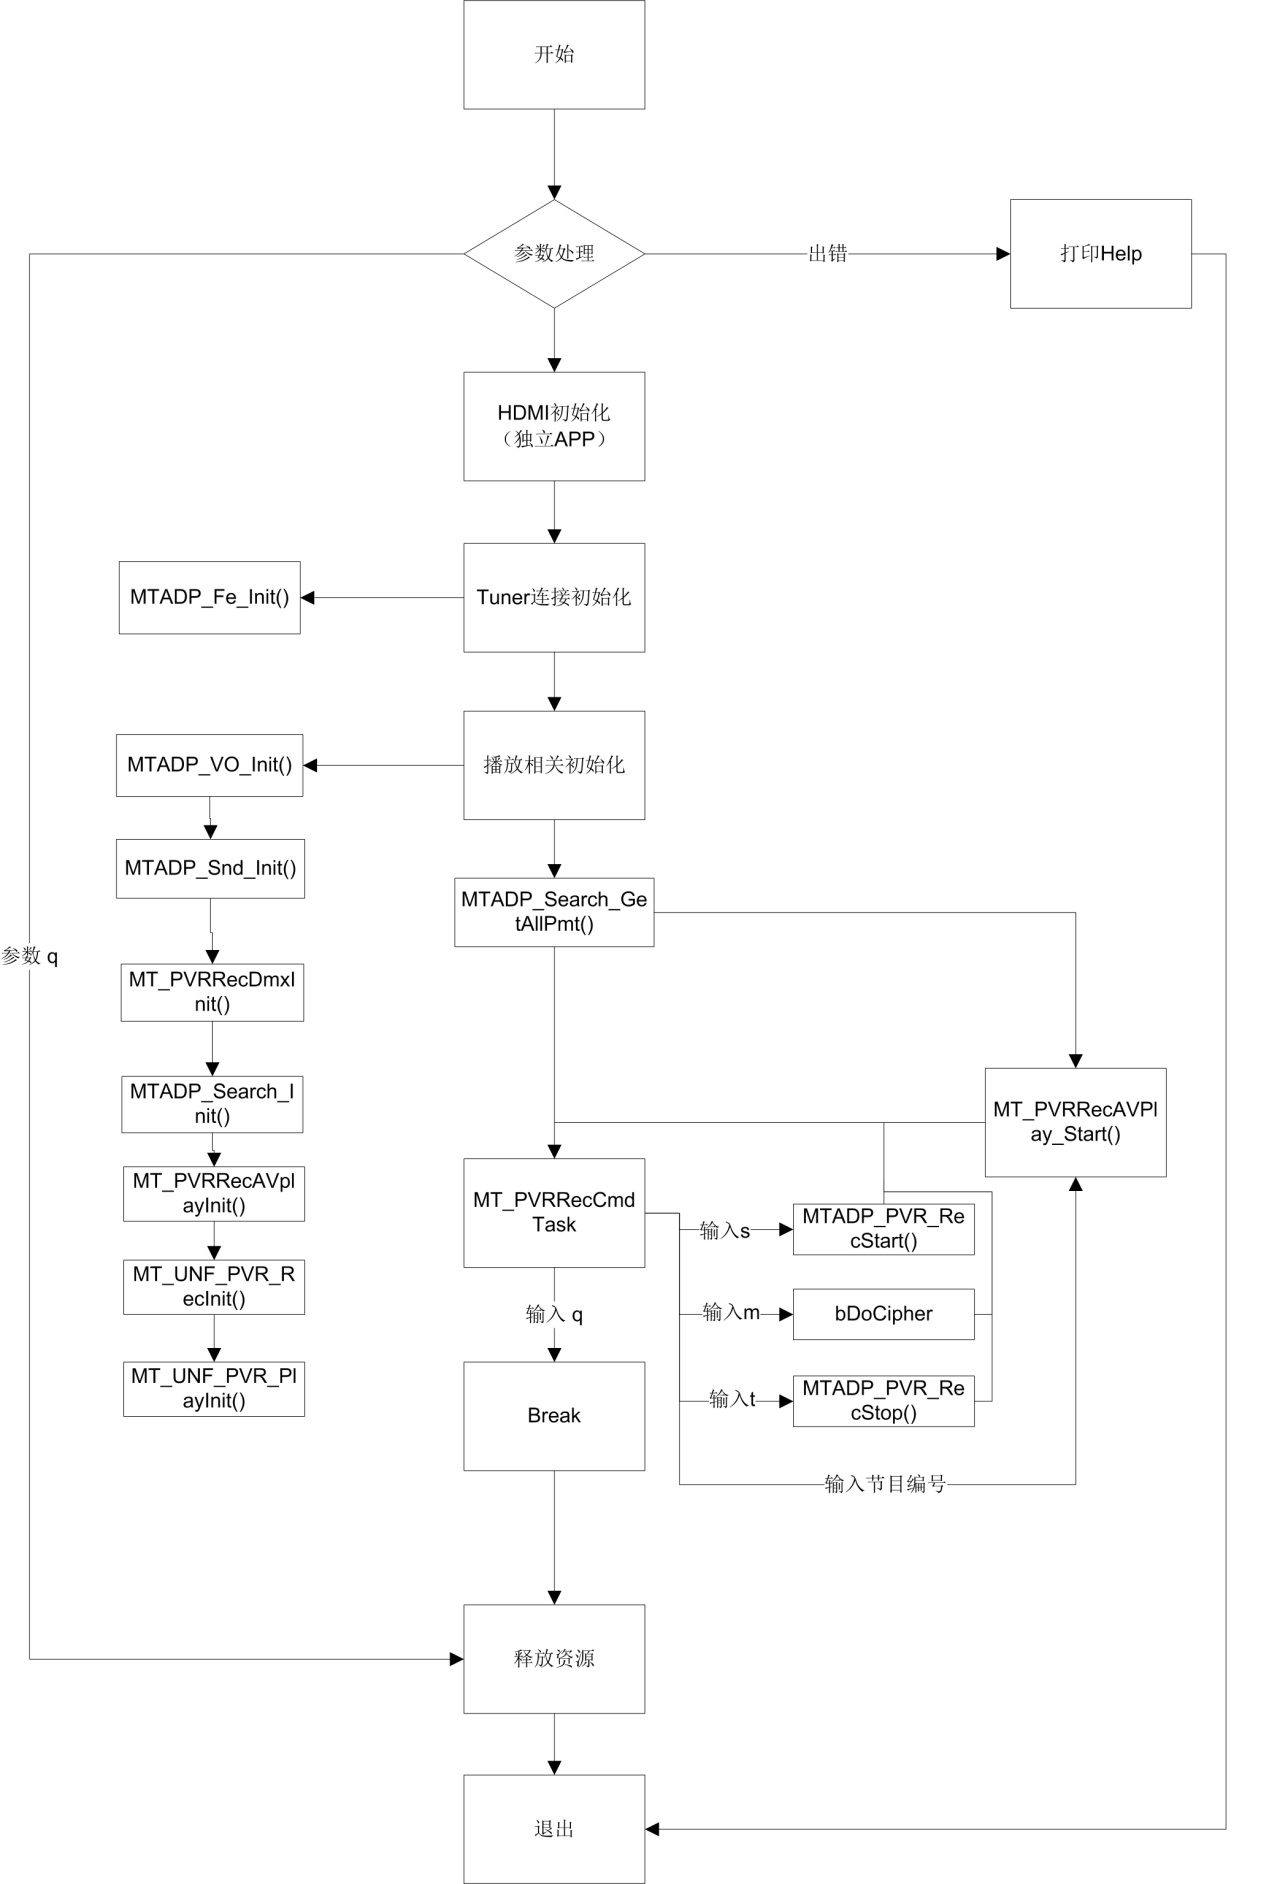 开始
参数处理
出错
打印Help
HDMI初始化
（独立APP）
MTADP_Fe_Init()
Tuner连接初始化
MTADP_VO_Init()
播放相关初始化
MTADP_Snd_Init()
MTADP_Search_Ge
tAllPmt()
参数 q
MT_PVRRecDmxI
nit()
MTADP_Search_I
nit()
MT_PVRRecAVPl
ay_Start()
MT_PVRRecAVpl
ayInit()
MT_PVRRecCmd
Task
输入s
MTADP_PVR_Re
cStart()
MT_UNF_PVR_R
ecInit()
输入 q
输入m
bDoCipher
MT_UNF_PVR_Pl
ayInit()
Break
输入t
MTADP_PVR_Re
cStop()
输入节目编号
释放资源
退出